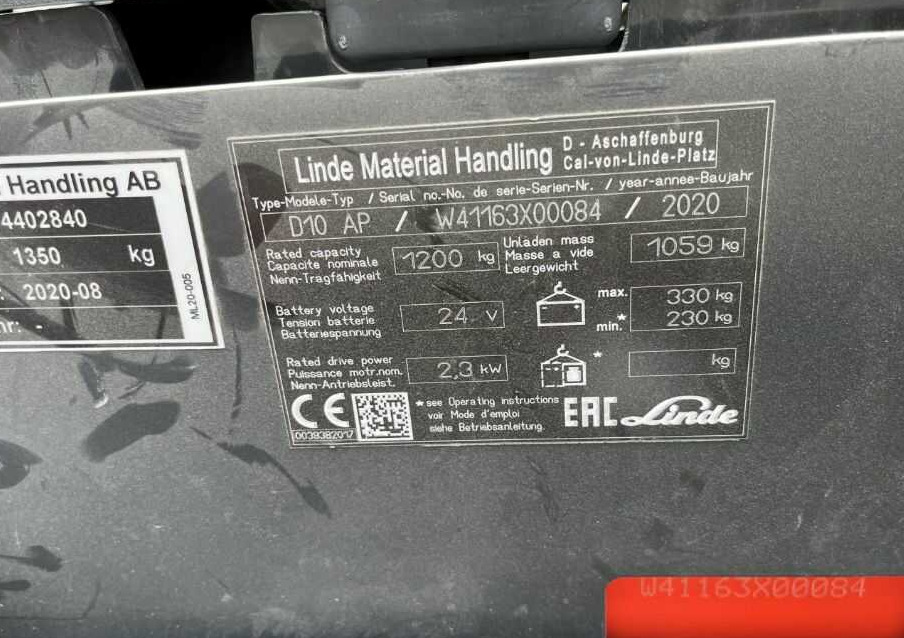 Handling AB
4402840
1350 kg
2020-08
nr: -
ML20-005
Linde Material Handling
D - Aschaffenburg
Cal-von-Linde-Platz
Type-Modele-Typ / Serial no.-No. de serie-Serien-Nr. / year-annee-Baujahr
D10 AP / W41163X00084 / 2020
Rated capacity
Capacite nominale
Nenn-Tragfähigkeit
1200 kg
Unladen mass
Masse a vide
Leergewicht
1059 kg
Battery voltage
Tension batterie
Batteriespannung
24 V
max. 330 kg
min.* 230 kg
Rated drive power
Puissance motr.nom.
Nenn-Antriebsleist.
2,3 kW
* kg
CE
0039382017
*see Operating instructions
voir Mode d'emploi
siehe Betriebsanleitung.
EAC Linde
W41163X00084